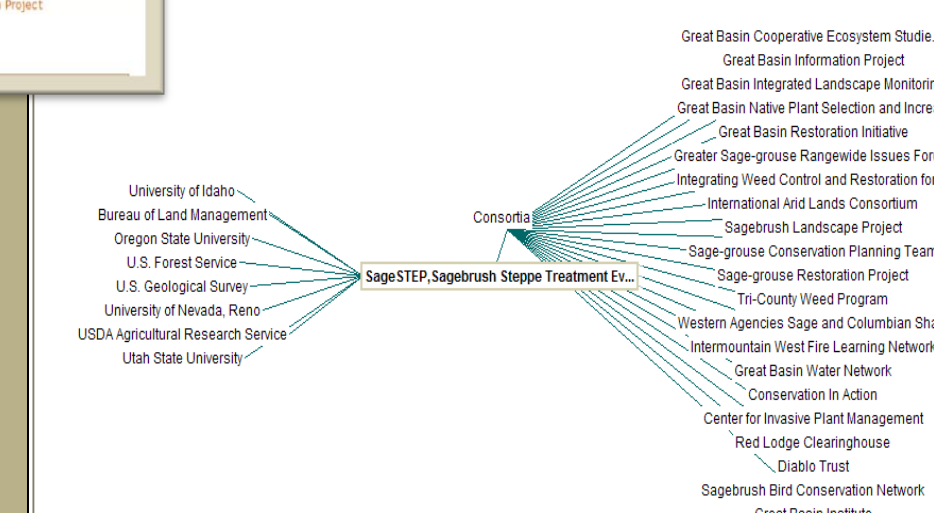 Project
University of Idaho
Bureau of Land Management
Oregon State University
U.S. Forest Service
U.S. Geological Survey
University of Nevada, Reno
USDA Agricultural Research Service
Utah State University
SageSTEP,Sagebrush Steppe Treatment Ev...
Consortia
Great Basin Cooperative Ecosystem Studie.
Great Basin Information Project
Great Basin Integrated Landscape Monitorin
Great Basin Native Plant Selection and Increa
Great Basin Restoration Initiative
Greater Sage-grouse Rangewide Issues For
Integrating Weed Control and Restoration for
International Arid Lands Consortium
Sagebrush Landscape Project
Sage-grouse Conservation Planning Team
Sage-grouse Restoration Project
Tri-County Weed Program
Western Agencies Sage and Columbian Sha
Intermountain West Fire Learning Network
Great Basin Water Network
Conservation In Action
Center for Invasive Plant Management
Red Lodge Clearinghouse
Diablo Trust
Sagebrush Bird Conservation Network
Great Basin Institute